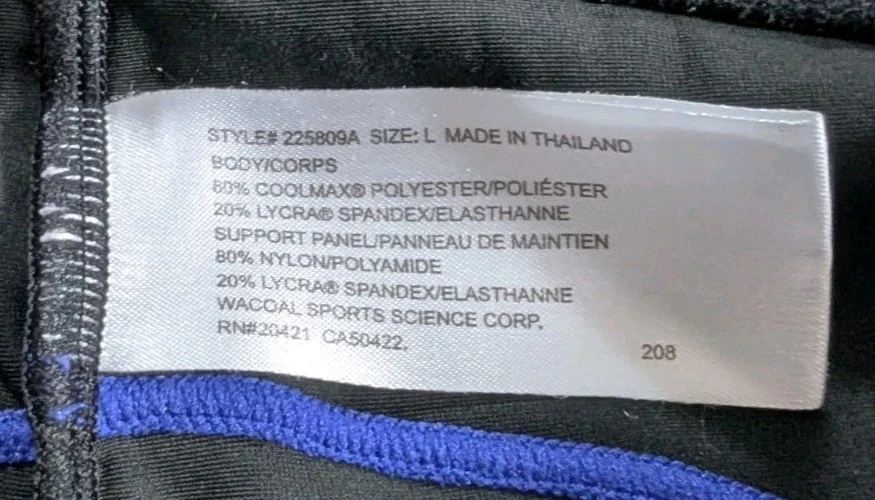 STYLE# 225809A SIZE: L MADE IN THAILAND
BODY/CORPS
80% COOLMAX® POLYESTER/POLIÉSTER
20% LYCRA® SPANDEX/ELASTHANNE
SUPPORT PANEL/PANNEAU DE MAINTIEN
80% NYLON/POLYAMIDE
20% LYCRA® SPANDEX/ELASTHANNE
WACOAL SPORTS SCIENCE CORP.
RN#20421 CA50422.
208